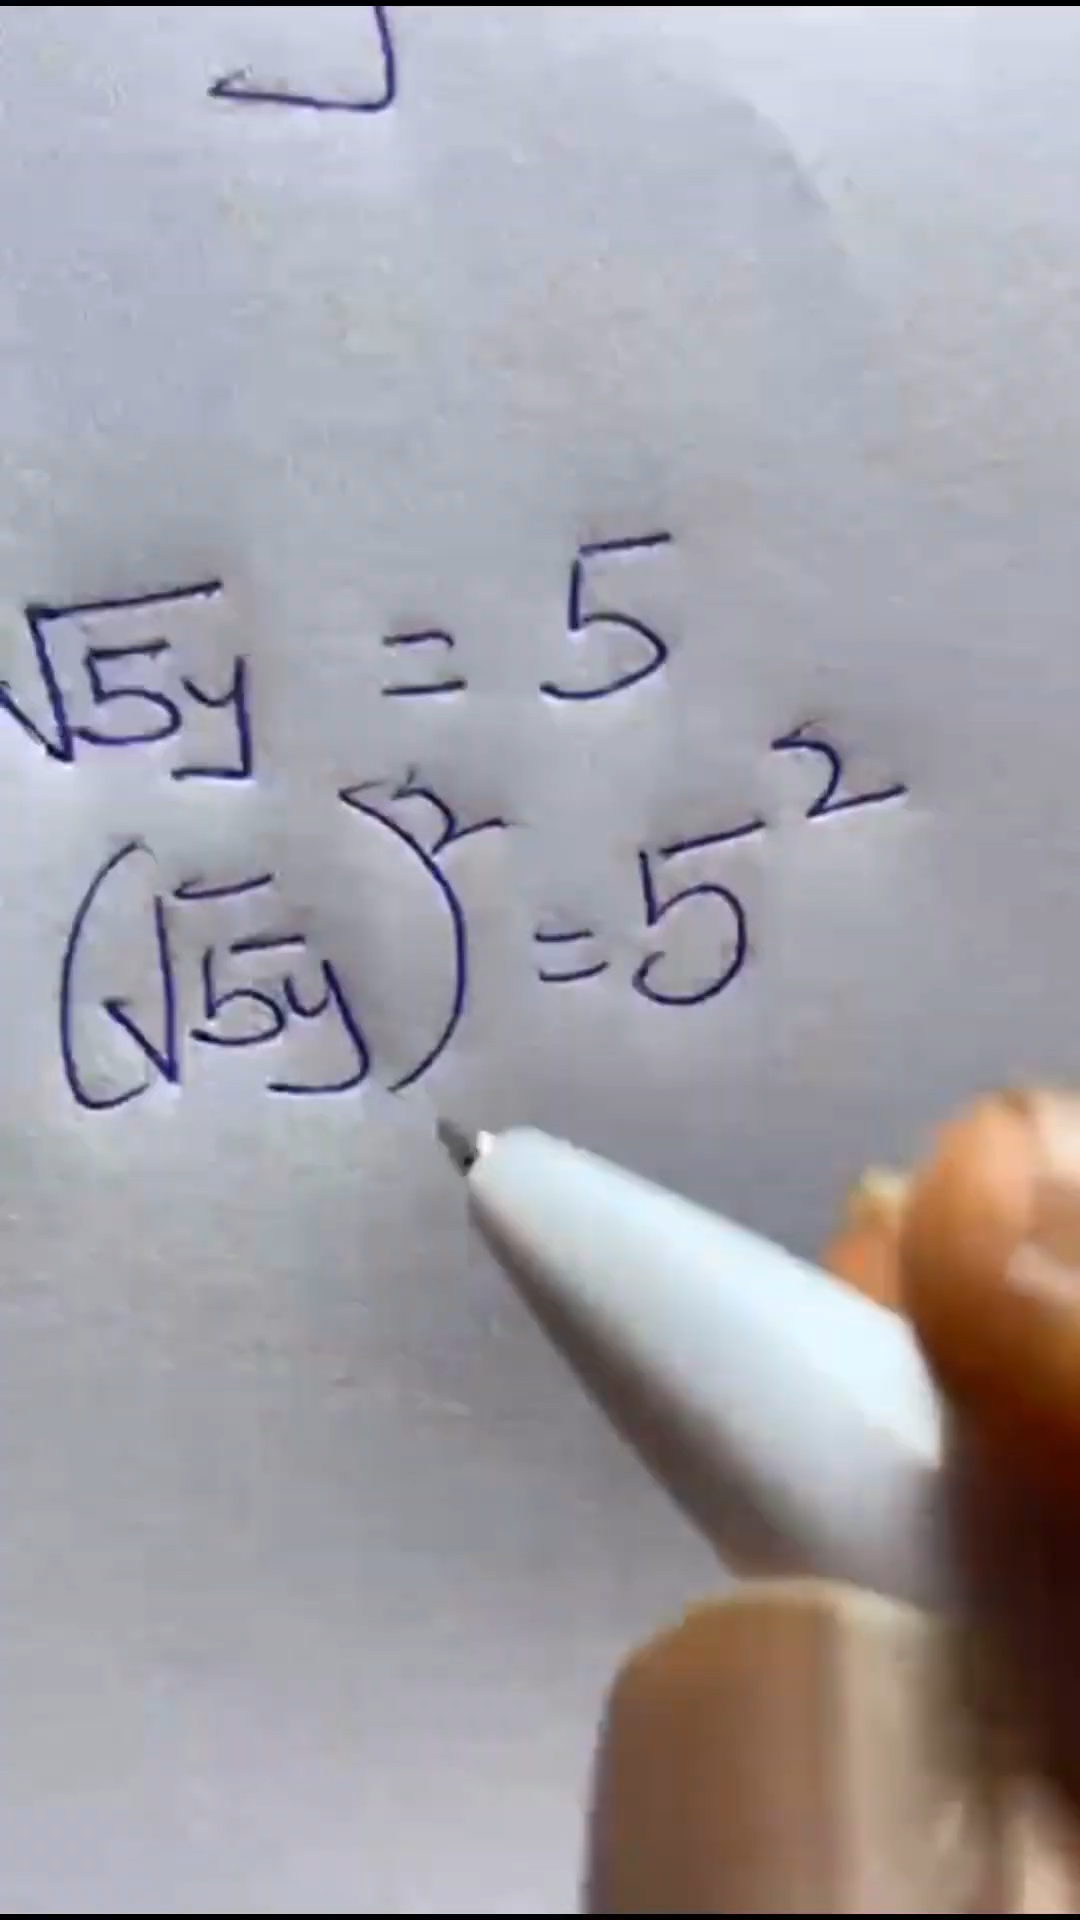 √5y = 5
(√5y)² = 5²